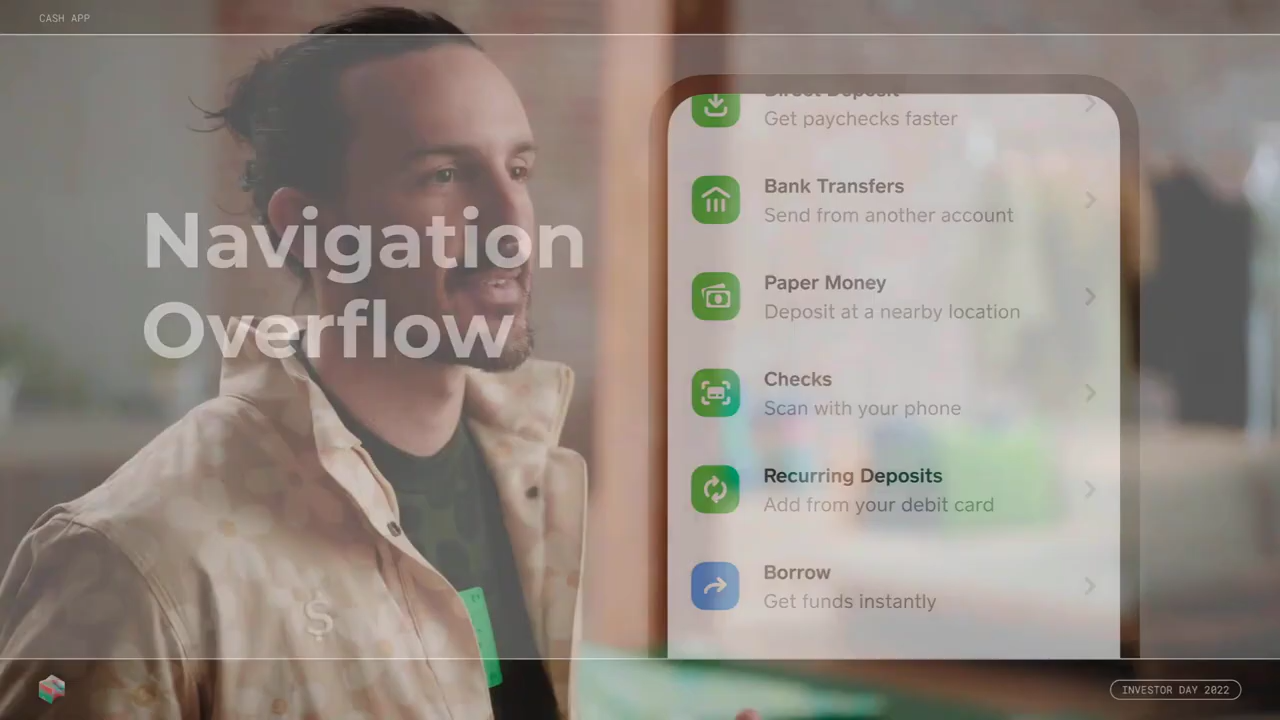 CASH APP
Navigation
Overflow
Direct Deposit
Get paychecks faster
Bank Transfers
Send from another account
Paper Money
Deposit at a nearby location
Checks
Scan with your phone
Recurring Deposits
Add from your debit card
Borrow
Get funds instantly
$
INVESTOR DAY 2022